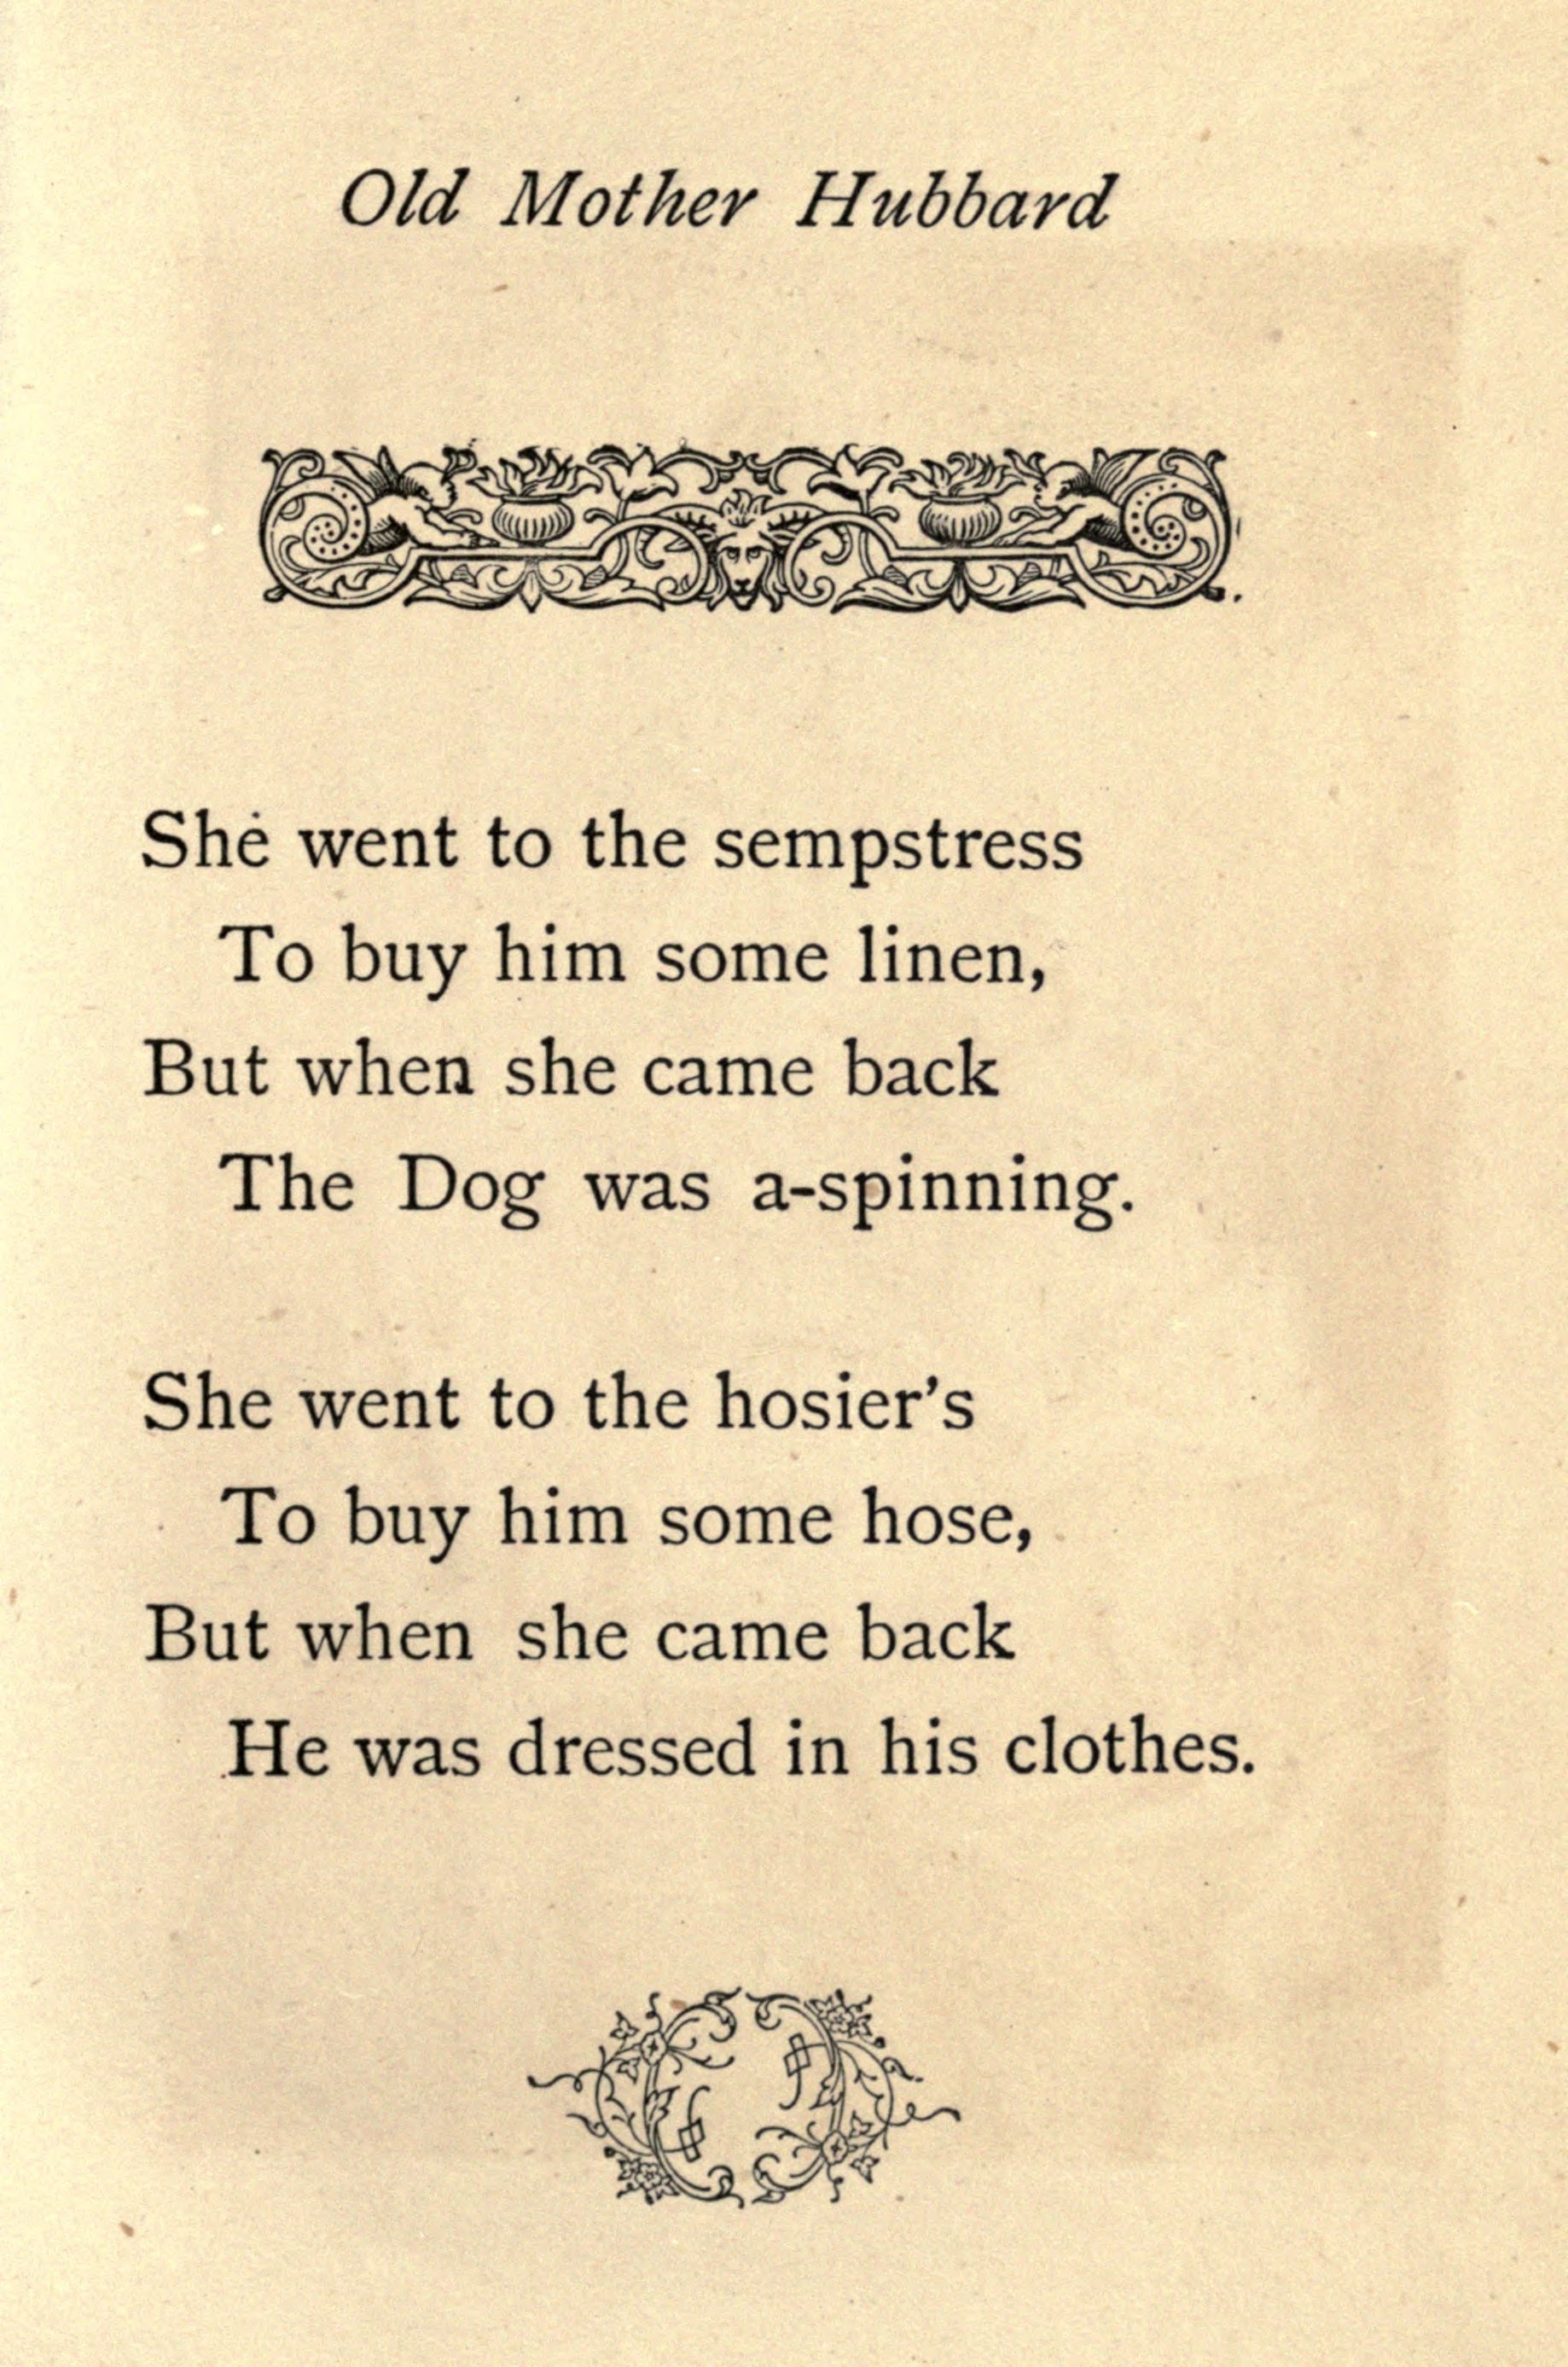 Old Mother Hubbard
She went to the sempstress
To buy him some linen,
But when she came back
The Dog was a-spinning.
She went to the hosier's
To buy him some hose,
But when she came back
He was dressed in his clothes.